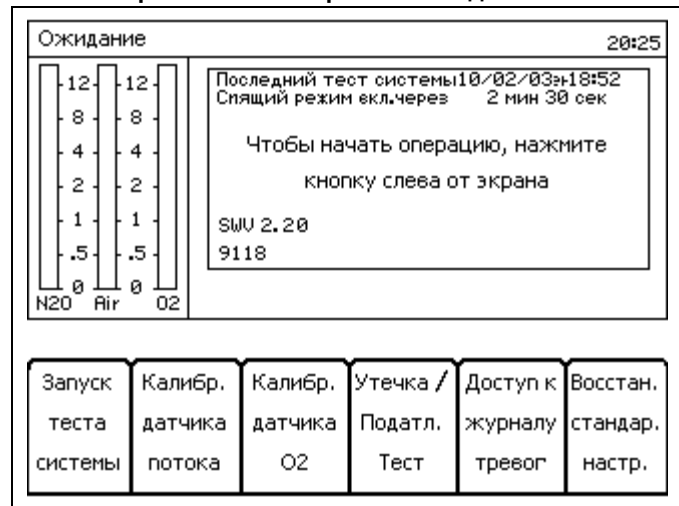 Ожидание
20:25
12 12
8 8
4 4
2 2
1 1
.5 .5
0 0
N2O Air O2
Последний тест системы10/02/03 18:52
Спящий режим вкл.через 2 мин 30 сек
Чтобы начать операцию, нажмите
кнопку слева от экрана
SWV 2.20
9118
Запуск
теста
системы
Калибр.
датчика
потока
Калибр.
датчика
O2
Утечка /
Податл.
Тест
Доступ к
журналу
тревог
Восстан.
стандар.
настр.